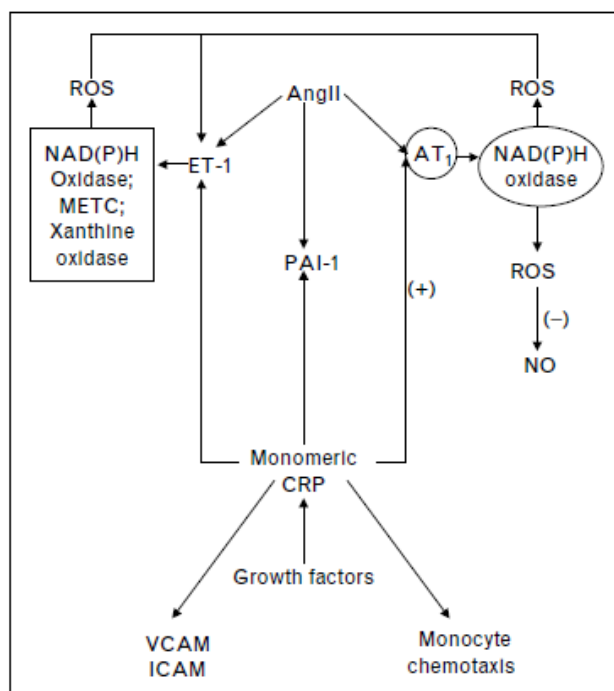 ROS
AngII
ROS
NAD(P)H
Oxidase;
METC;
Xanthine
oxidase
ET-1
AT1
NAD(P)H
oxidase
PAI-1
(+)
ROS
(–)
NO
Monomeric
CRP
Growth factors
VCAM
ICAM
Monocyte
chemotaxis